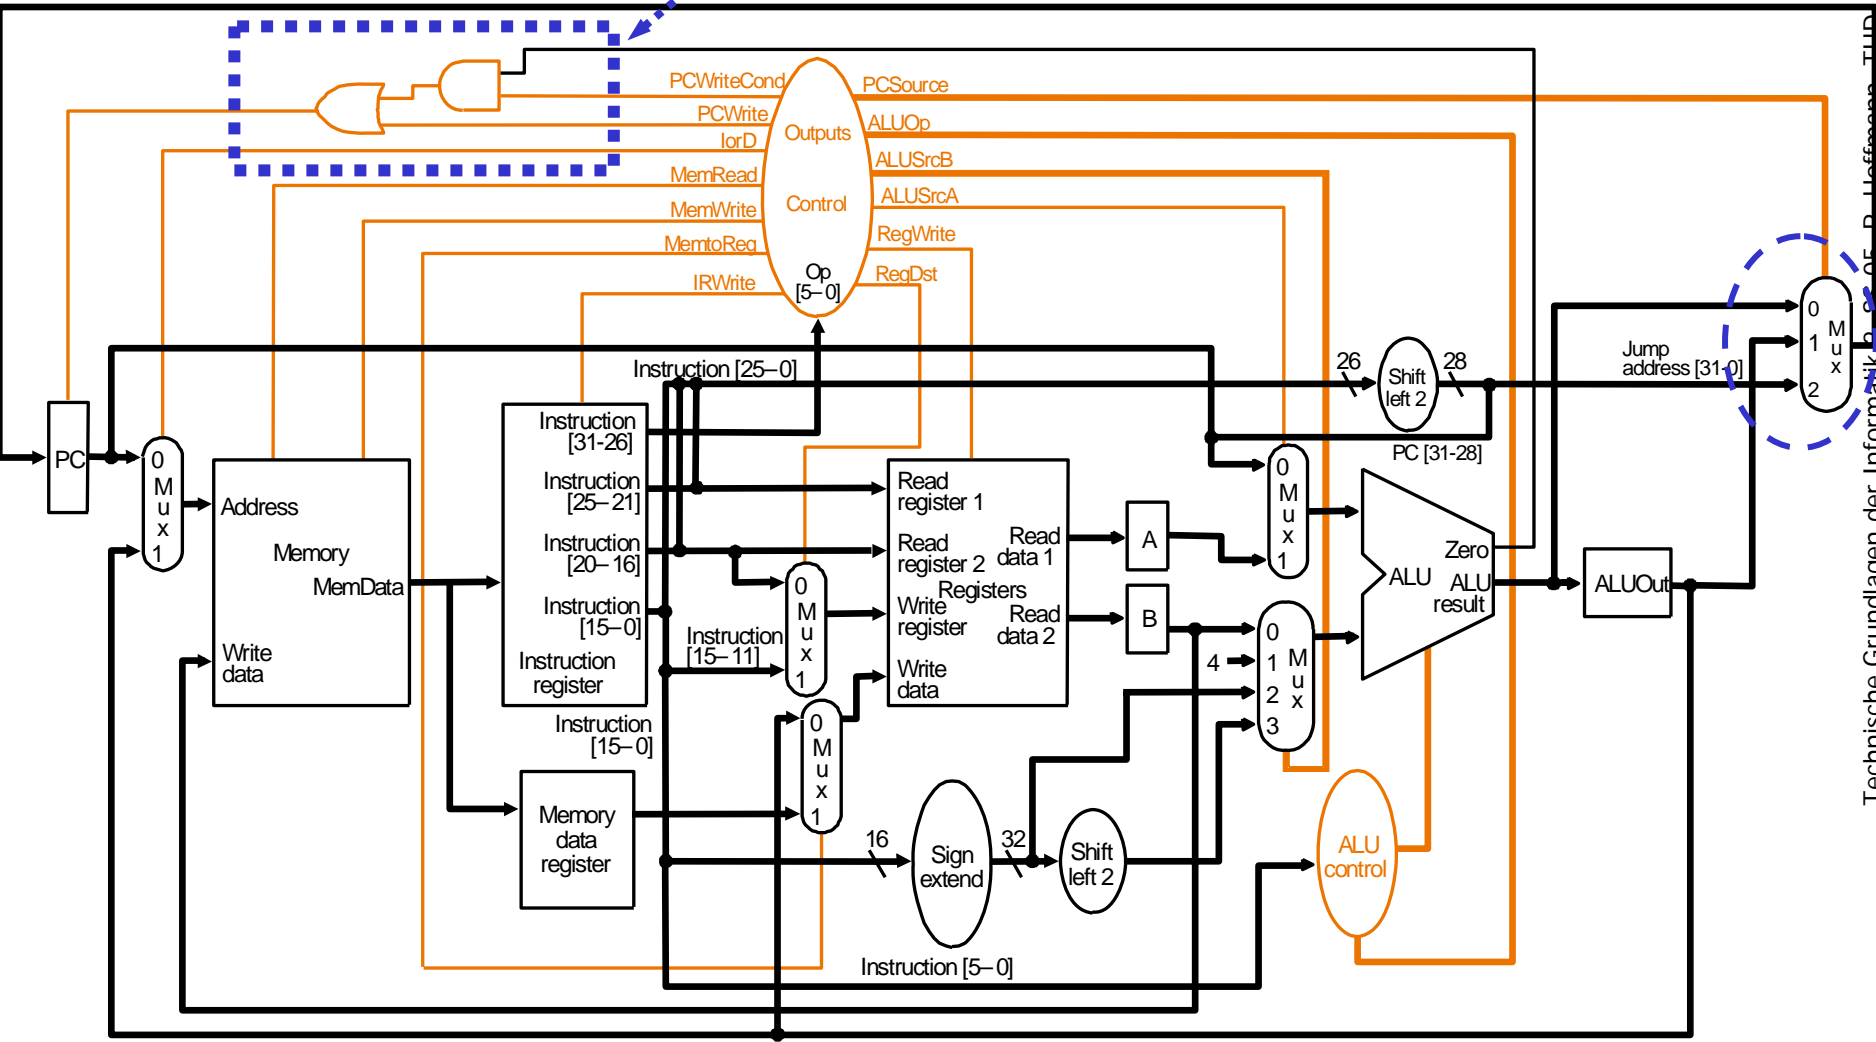 PCWriteCond
PCWrite
IorD
MemRead
MemWrite
MemtoReg
IRWrite
Outputs
Control
Op
[5–0]
PCSource
ALUOp
ALUSrcB
ALUSrcA
RegWrite
RegDst
Instruction [25–0]
26
Shift
left 2
28
Jump
address [31-0]
PC [31-28]
0
1
2
M
u
x
PC
0
M
u
x
1
Address
Memory
MemData
Write
data
Instruction
[31-26]
Instruction
[25–21]
Instruction
[20–16]
Instruction
[15–0]
Instruction
register
Instruction
[15–0]
Instruction
[15–11]
0
M
u
x
1
0
M
u
x
1
Memory
data
register
Read
register 1
Read
register 2
Registers
Write
register
Write
data
Read
data 1
Read
data 2
A
B
0
M
u
x
1
4
0
1
2
3
M
u
x
Zero
ALU
ALU
result
ALUOut
16
Sign
extend
32
Shift
left 2
ALU
control
Instruction [5–0]
Technische Grundlagen der Informatik